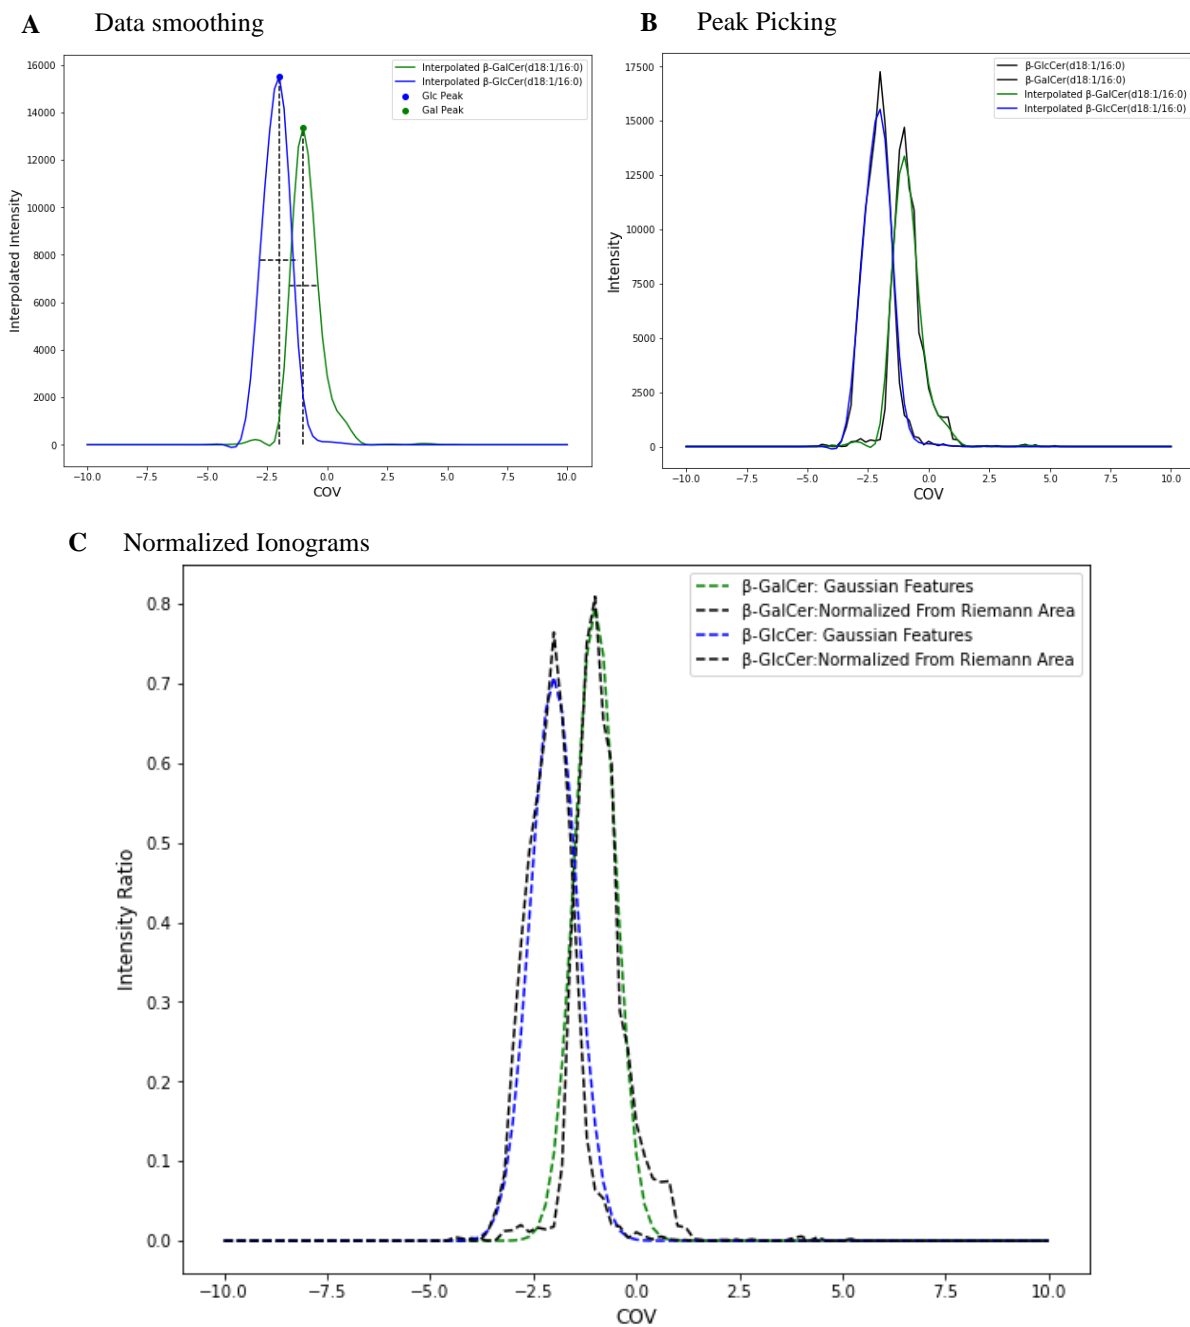 A Data smoothing
16000
14000
12000
10000
8000
6000
4000
2000
0
Interpolated Intensity
Interpolated β-GalCer(d18:1/16:0)
Interpolated β-GlcCer(d18:1/16:0)
Glc Peak
Gal Peak
−10.0 −7.5 −5.0 −2.5 0.0 2.5 5.0 7.5 10.0
COV
B Peak Picking
17500
15000
12500
10000
7500
5000
2500
0
Intensity
β-GlcCer(d18:1/16:0)
β-GalCer(d18:1/16:0)
Interpolated β-GalCer(d18:1/16:0)
Interpolated β-GlcCer(d18:1/16:0)
−10.0 −7.5 −5.0 −2.5 0.0 2.5 5.0 7.5 10.0
COV
C Normalized Ionograms
0.8
0.7
0.6
0.5
0.4
0.3
0.2
0.1
0.0
Intensity Ratio
β-GalCer: Gaussian Features
β-GalCer:Normalized From Riemann Area
β-GlcCer: Gaussian Features
β-GlcCer:Normalized From Riemann Area
−10.0 −7.5 −5.0 −2.5 0.0 2.5 5.0 7.5 10.0
COV